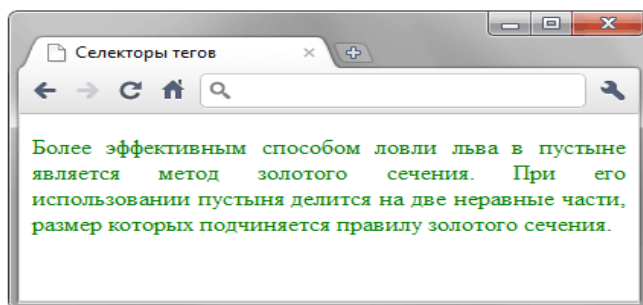 Селекторы тегов
Более эффективным способом ловли льва в пустыне
является метод золотого сечения. При его
использовании пустыня делится на две неравные части,
размер которых подчиняется правилу золотого сечения.